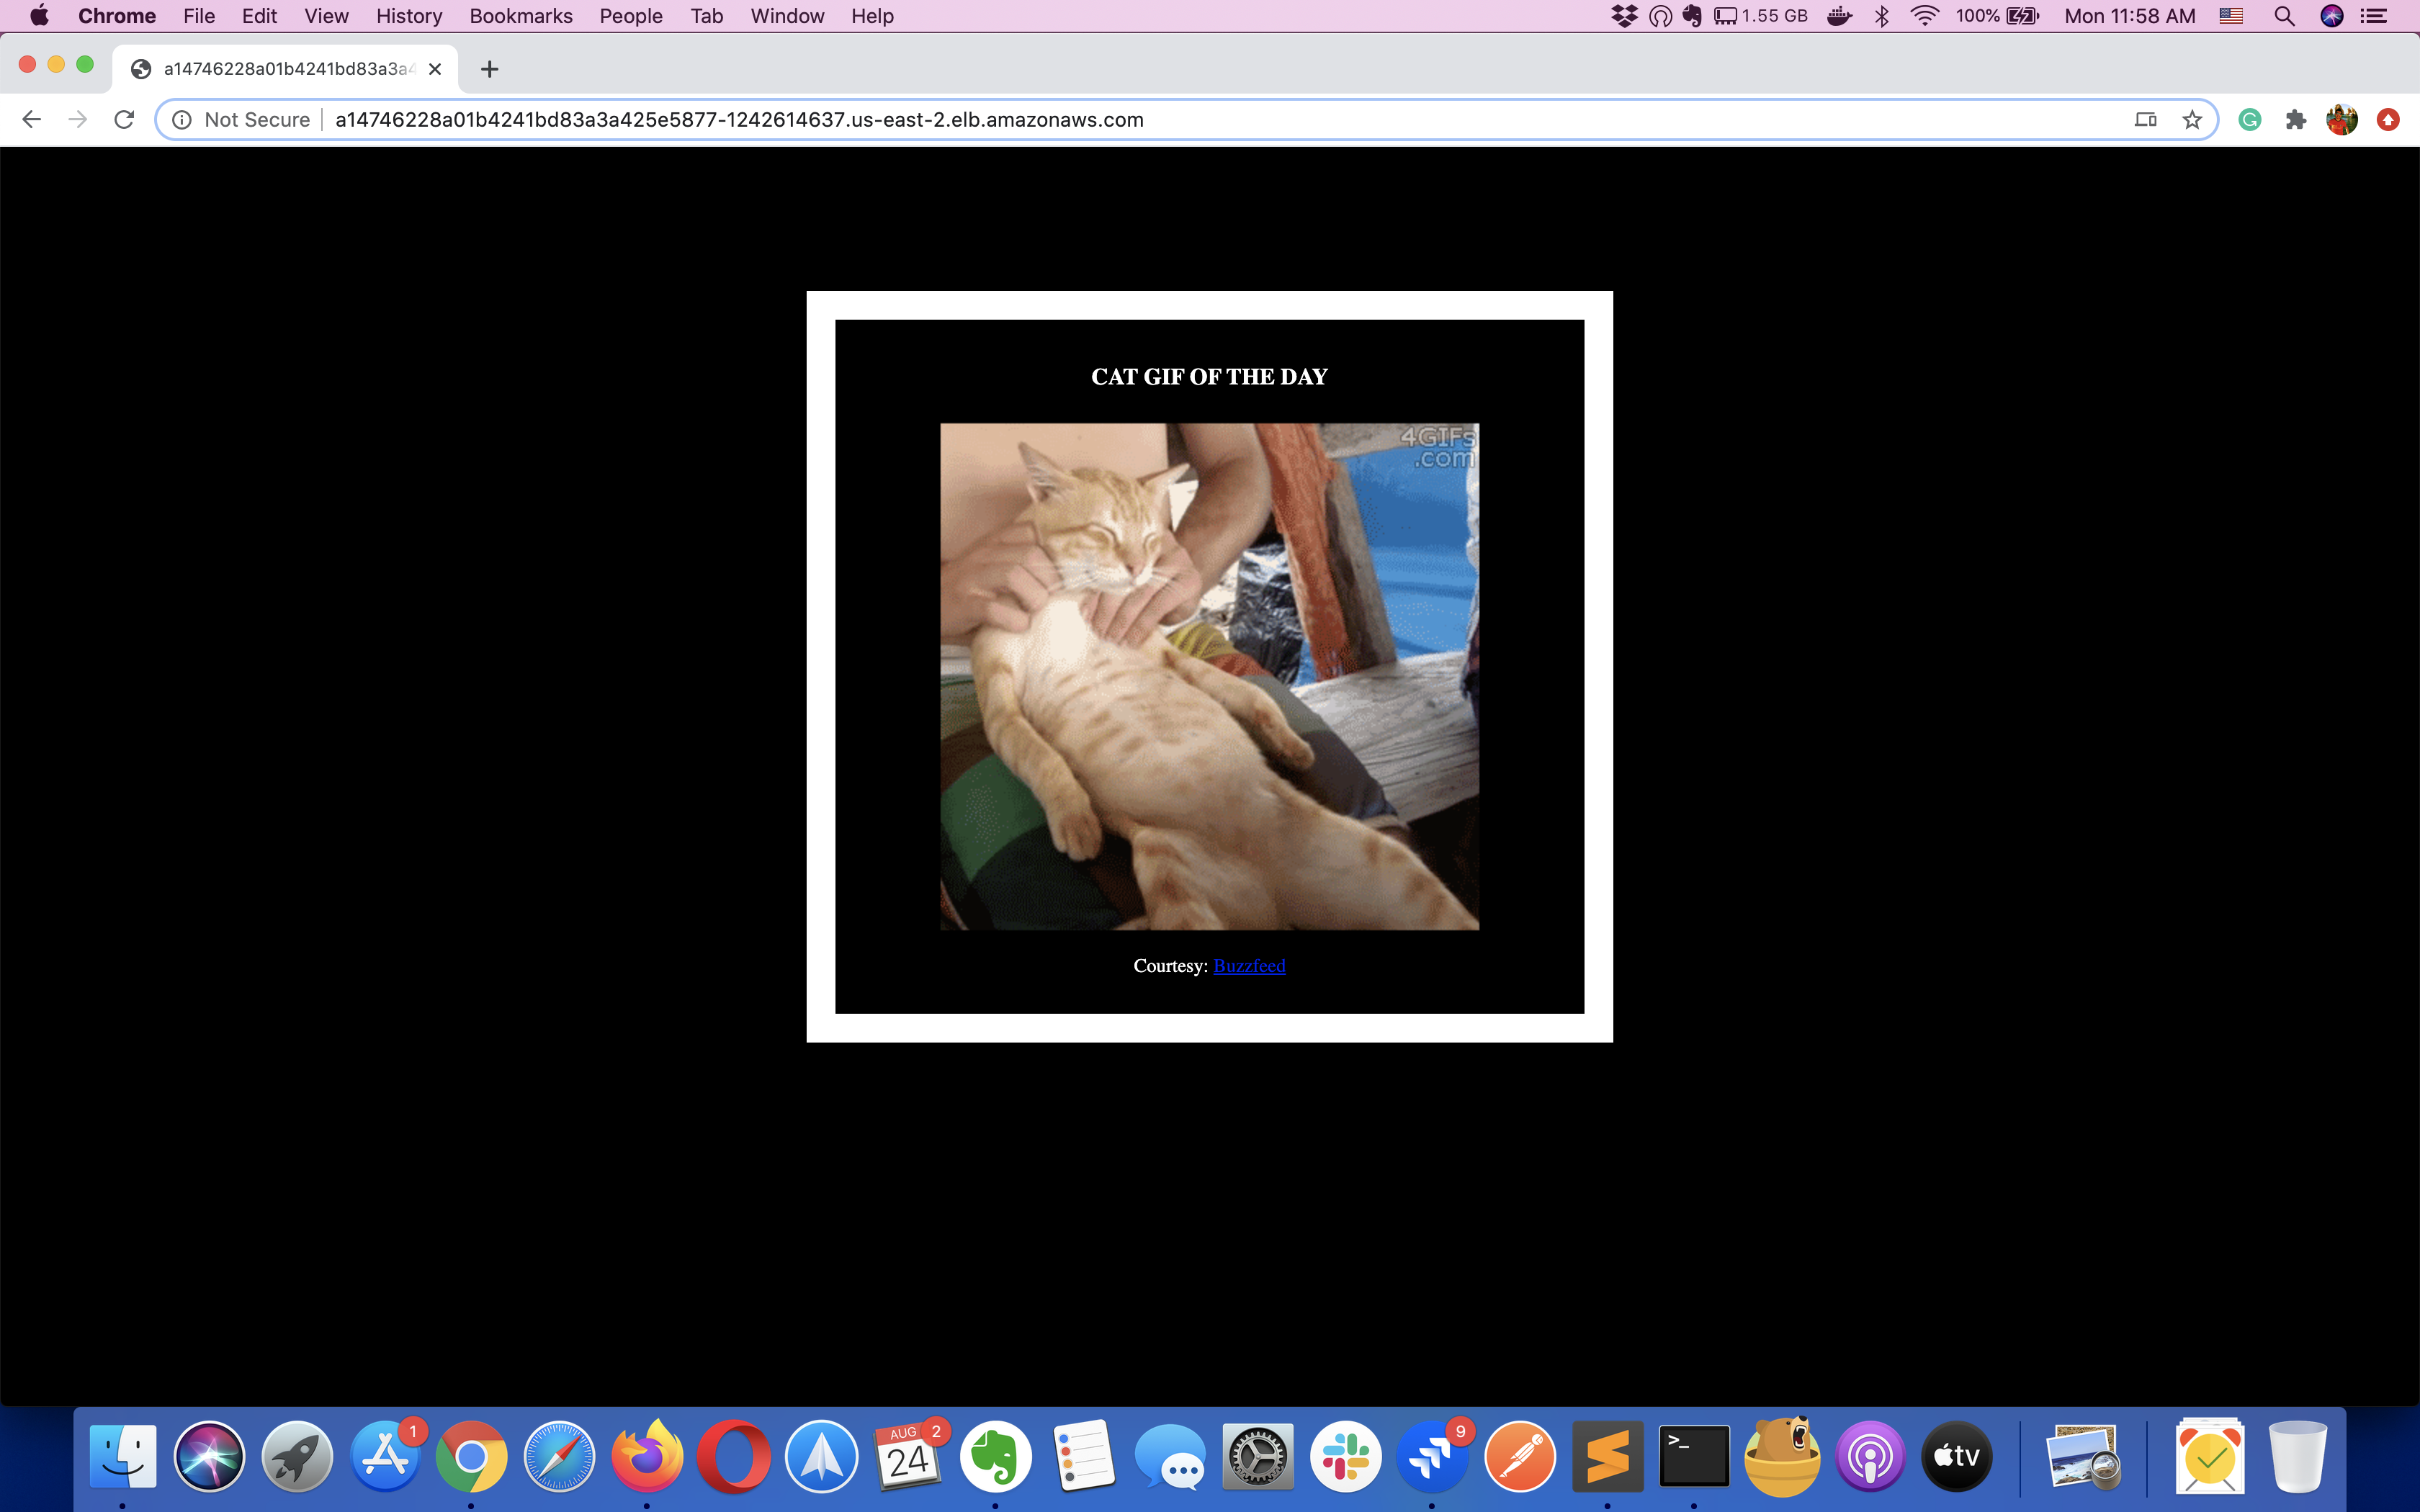 Chrome File Edit View History Bookmarks People Tab Window Help 1.55 GB 100% Mon 11:58 AM
a14746228a01b4241bd83a3a4
Not Secure a14746228a01b4241bd83a3a425e5877-1242614637.us-east-2.elb.amazonaws.com
CAT GIF OF THE DAY
4GIFs
.com
Courtesy: Buzzfeed
1
AUG 2
24
9
>_
tv